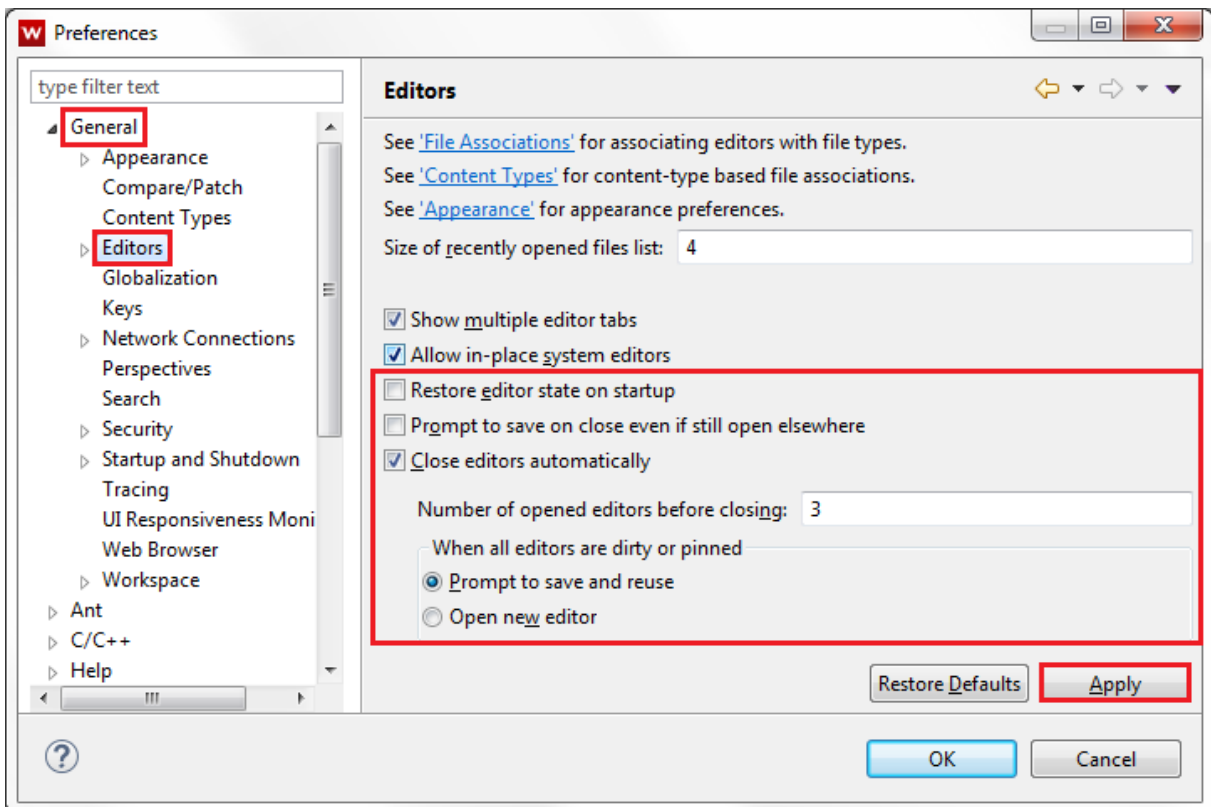 W Preferences
type filter text
General
Appearance
Compare/Patch
Content Types
Editors
Globalization
Keys
Network Connections
Perspectives
Search
Security
Startup and Shutdown
Tracing
UI Responsiveness Moni
Web Browser
Workspace
Ant
C/C++
Help
Editors
See 'File Associations' for associating editors with file types.
See 'Content Types' for content-type based file associations.
See 'Appearance' for appearance preferences.
Size of recently opened files list: 4
Show multiple editor tabs
Allow in-place system editors
Restore editor state on startup
Prompt to save on close even if still open elsewhere
Close editors automatically
Number of opened editors before closing: 3
When all editors are dirty or pinned
Prompt to save and reuse
Open new editor
Restore Defaults Apply
? OK Cancel